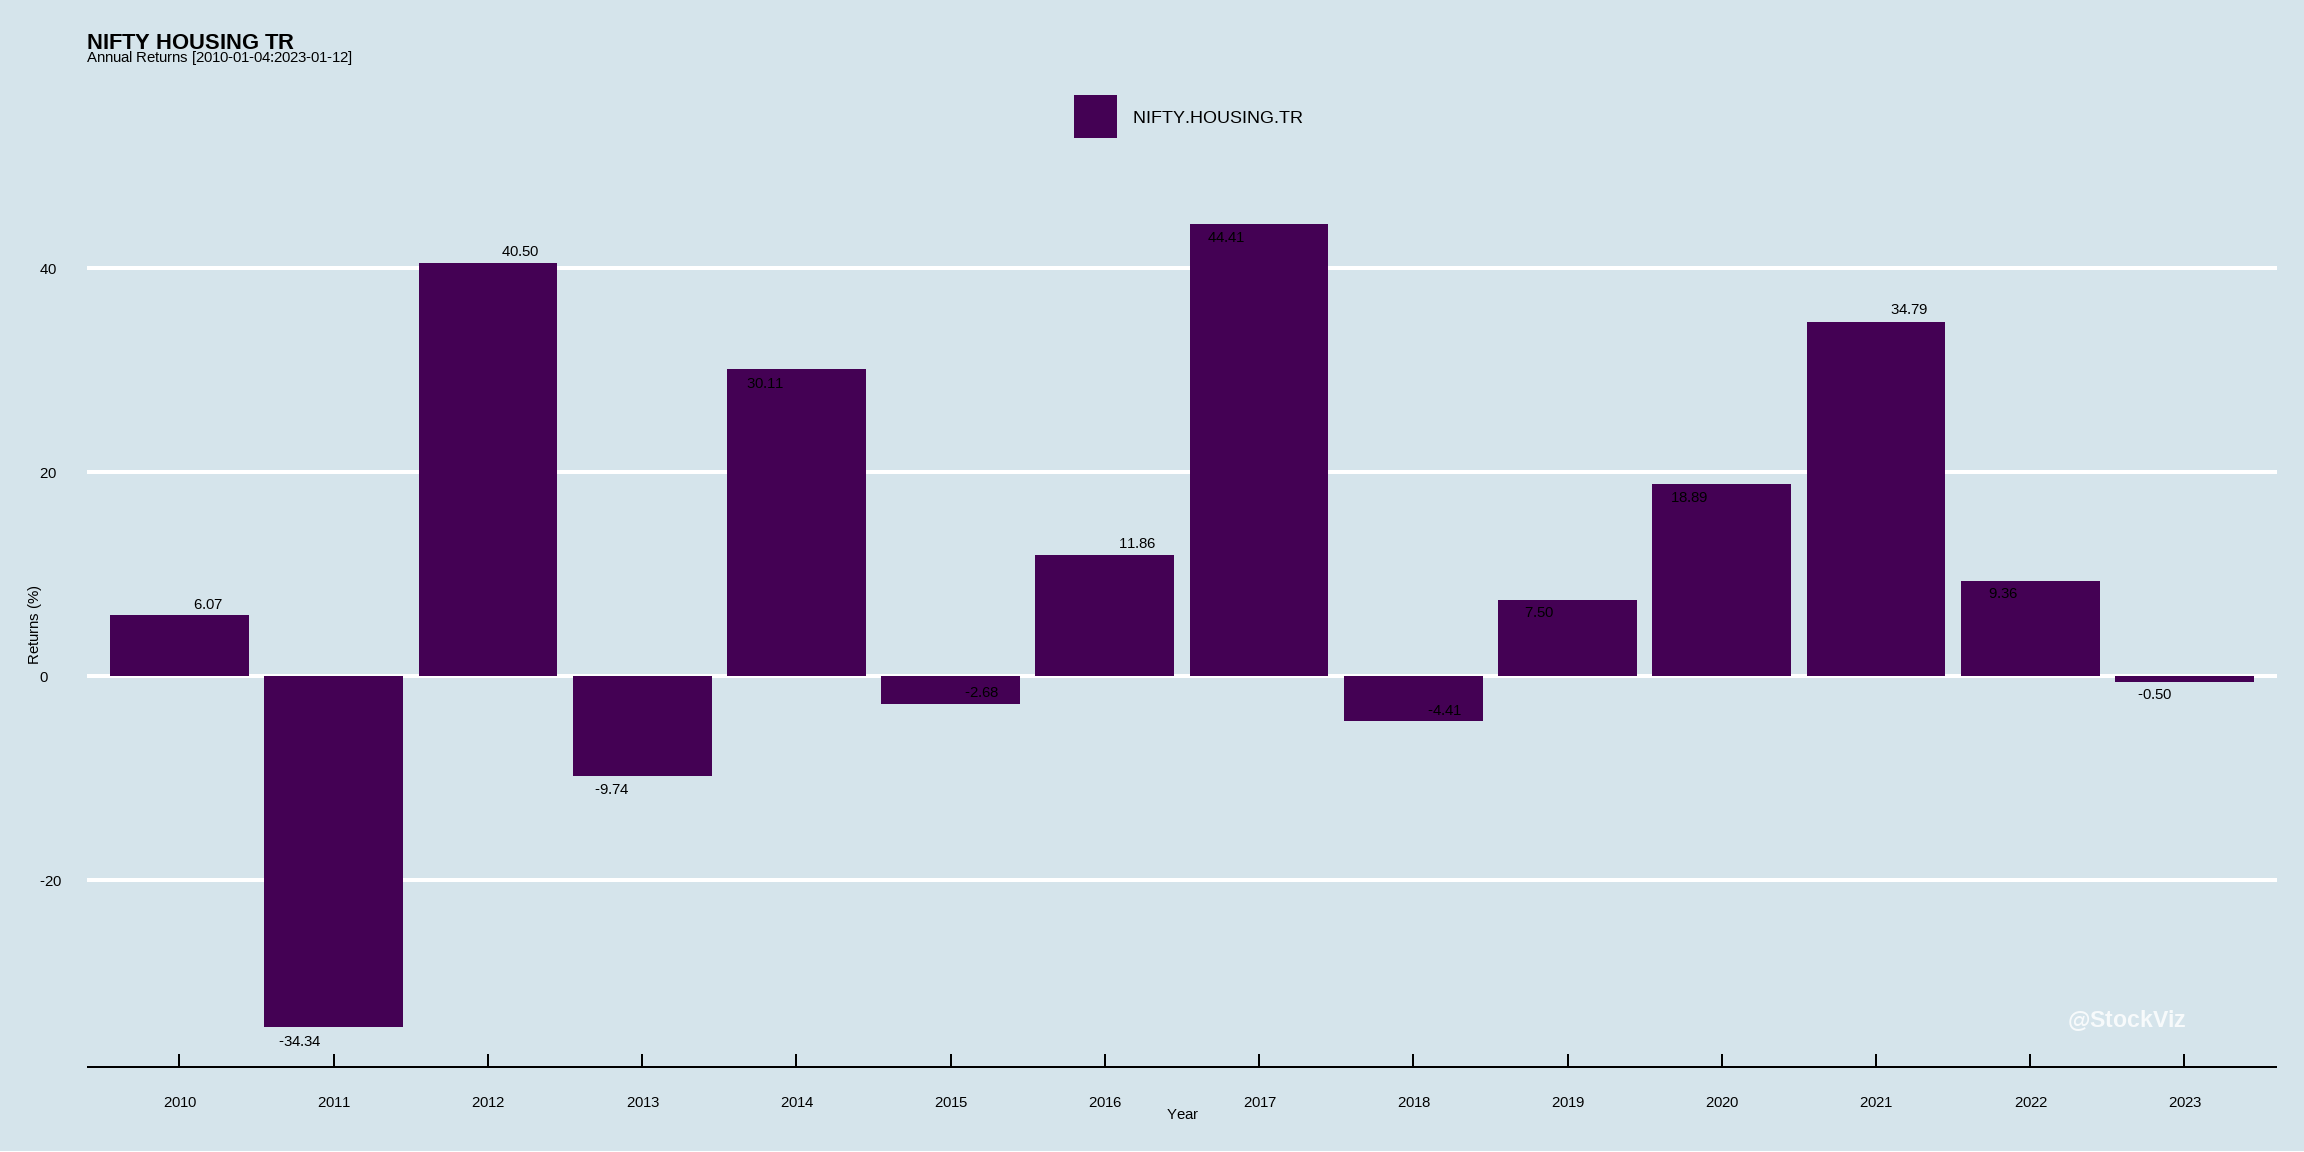 NIFTY HOUSING TR
Annual Returns [2010-01-04:2023-01-12]
NIFTY.HOUSING.TR
44.41
40.50
40
34.79
30.11
20
18.89
11.86
Returns (%)
9.36
6.07
7.50
0
-2.68
-0.50
-4.41
-9.74
-20
@StockViz
-34.34
2010 2011 2012 2013 2014 2015 2016 2017 2018 2019 2020 2021 2022 2023
Year